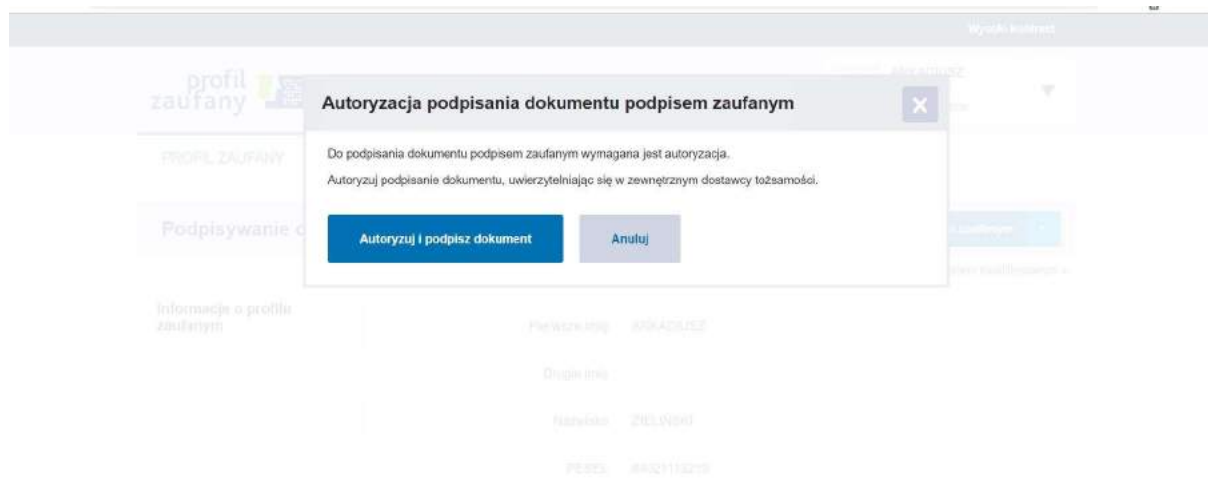 Wysoki kontrast
profil
zaufany
Autoryzacja podpisania dokumentu podpisem zaufanym
PROFIL ZAUFANY
Do podpisania dokumentu podpisem zaufanym wymagana jest autoryzacja.
Autoryzuj podpisanie dokumentu, uwierzytelniając się w zewnętrznym dostawcy tożsamości.
Podpisywanie
Autoryzuj i podpisz dokument
Anuluj
Informacje o profilu
zaufanym
Pierwsze imię ARKADIUSZ
Drugie imię
Nazwisko ZIELIŃSKI
PESEL